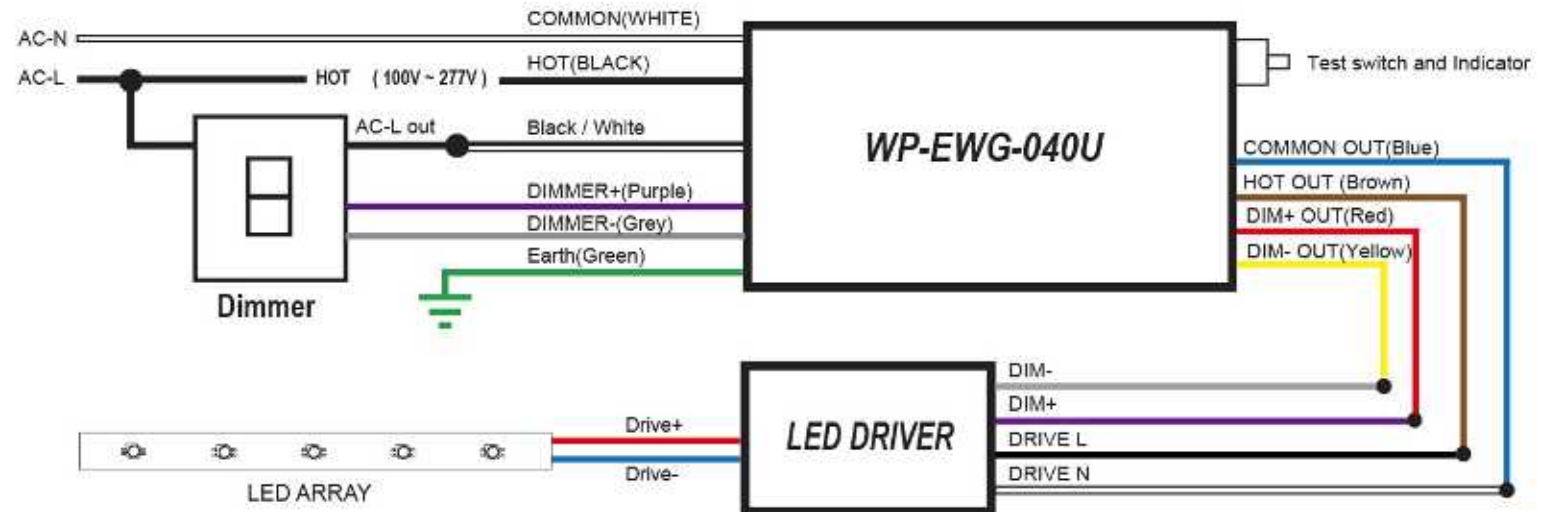 COMMON(WHITE)
AC-N
AC-L
HOT ( 100V ~ 277V )
HOT(BLACK)
Test switch and Indicator
AC-L out
Black / White
WP-EWG-040U
COMMON OUT(Blue)
HOT OUT (Brown)
DIMMER+(Purple)
DIM+ OUT(Red)
DIMMER-(Grey)
DIM- OUT(Yellow)
Earth(Green)
Dimmer
DIM-
DIM+
Drive+
LED DRIVER
DRIVE L
Drive-
DRIVE N
LED ARRAY